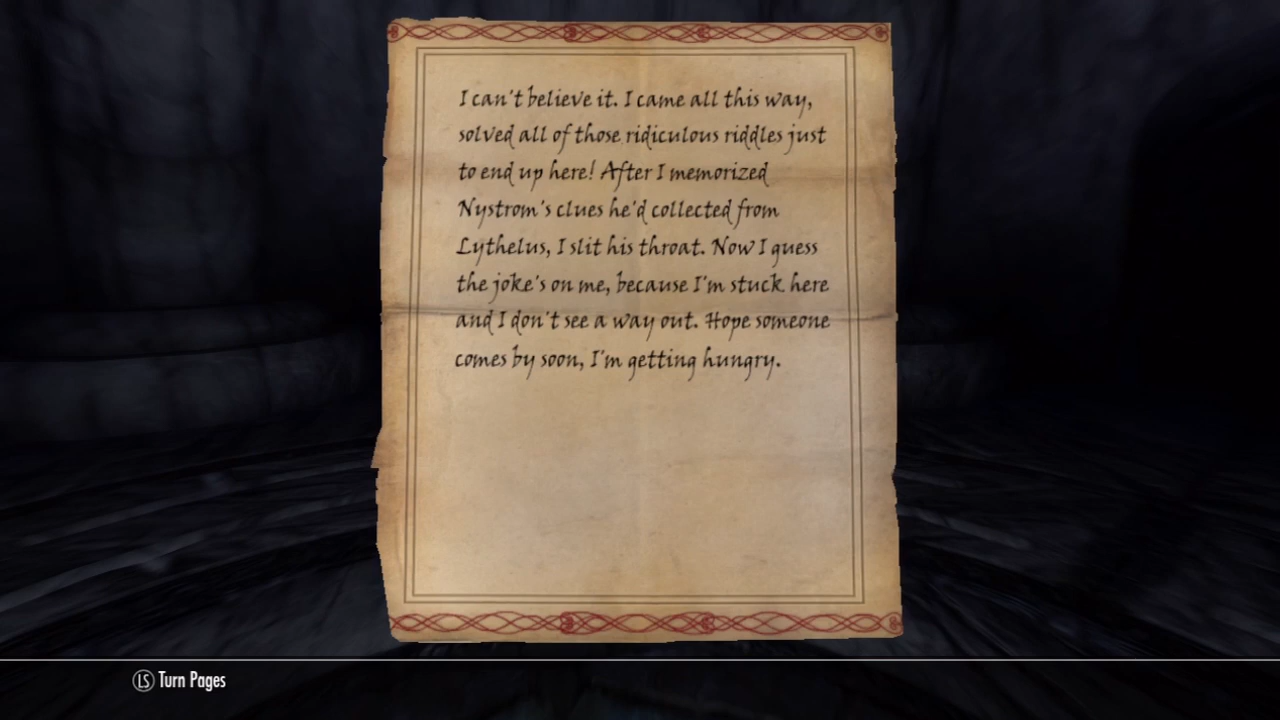 I can't believe it. I came all this way,
solved all of those ridiculous riddles just
to end up here! After I memorized
Nystrom's clues he'd collected from
Lythelus, I slit his throat. Now I guess
the joke's on me, because I'm stuck here
and I don't see a way out. Hope someone
comes by soon, I'm getting hungry.
LS Turn Pages